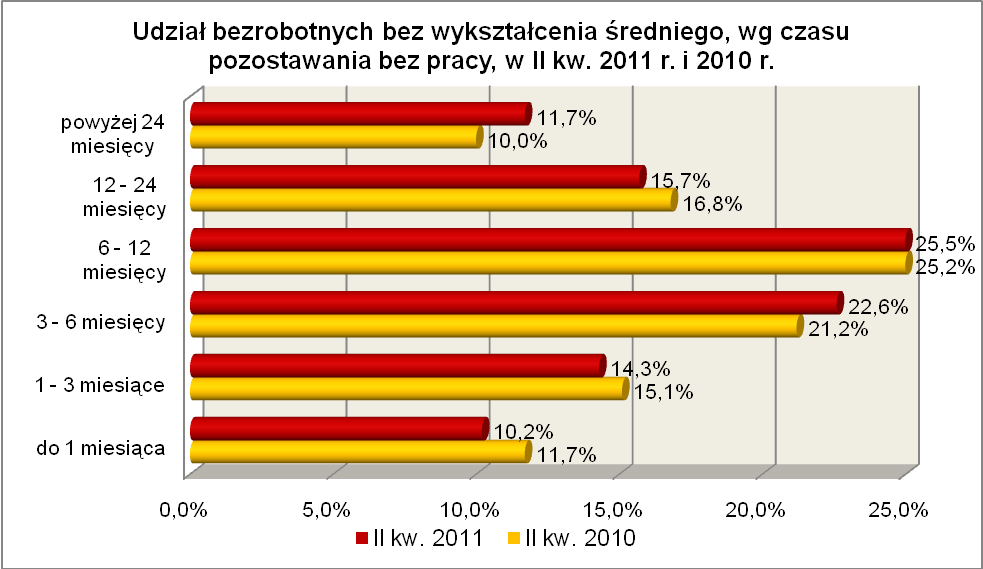 Udział bezrobotnych bez wykształcenia średniego, wg czasu
pozostawania bez pracy, w II kw. 2011 r. i 2010 r.
powyżej 24
miesięcy
11,7%
10,0%
12 - 24
miesięcy
15,7%
16,8%
6 - 12
miesięcy
25,5%
25,2%
3 - 6 miesięcy
22,6%
21,2%
1 - 3 miesiące
14,3%
15,1%
do 1 miesiąca
10,2%
11,7%
0,0% 5,0% 10,0% 15,0% 20,0% 25,0%
II kw. 2011 II kw. 2010